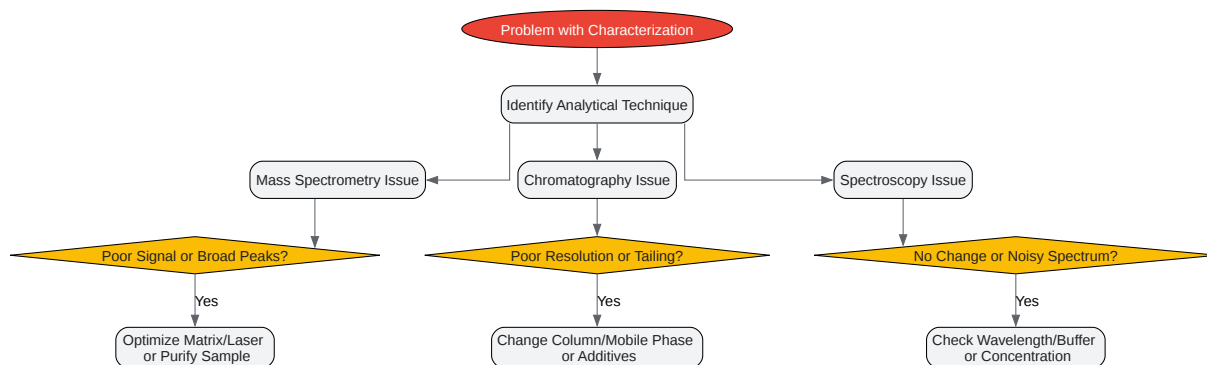 Problem with Characterization
Identify Analytical Technique
Mass Spectrometry Issue
Chromatography Issue
Spectroscopy Issue
Poor Signal or Broad Peaks?
Poor Resolution or Tailing?
No Change or Noisy Spectrum?
Yes
Yes
Yes
Optimize Matrix/Laser
or Purify Sample
Change Column/Mobile Phase
or Additives
Check Wavelength/Buffer
or Concentration